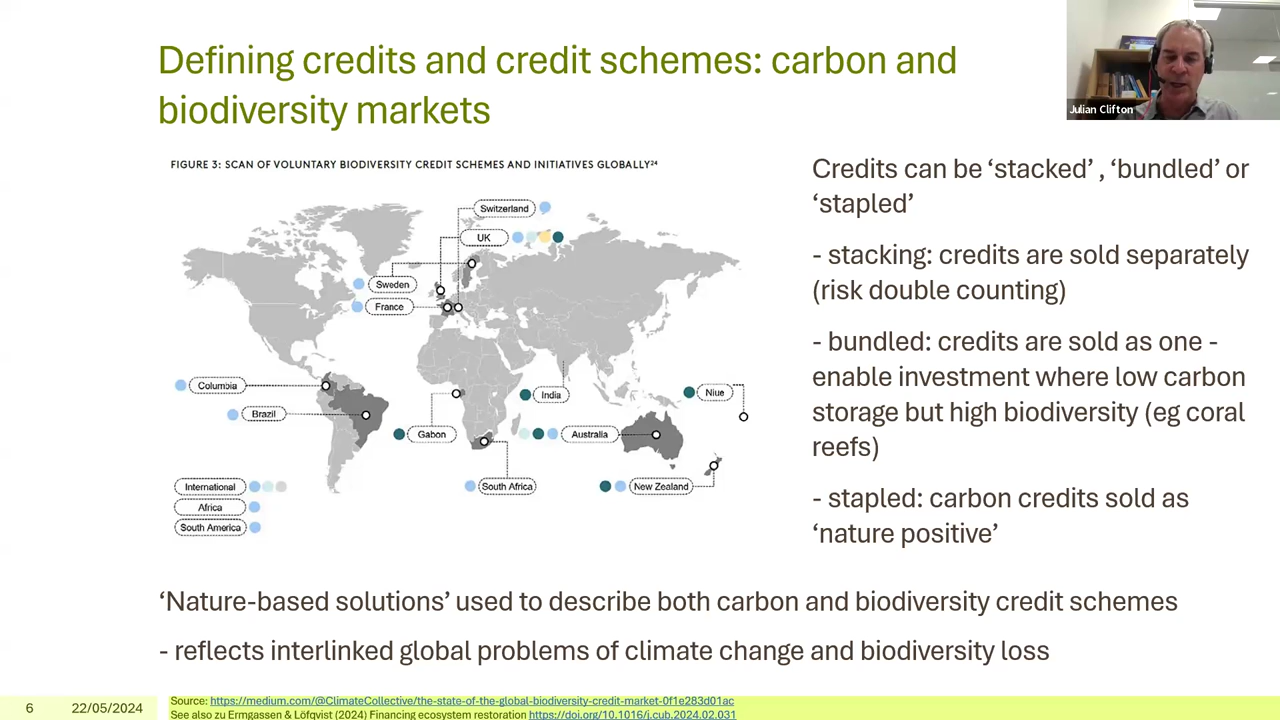 Defining credits and credit schemes: carbon and
biodiversity markets
Julian Clifton
FIGURE 3: SCAN OF VOLUNTARY BIODIVERSITY CREDIT SCHEMES AND INITIATIVES GLOBALLY²⁴
Switzerland
UK
Sweden
France
Columbia
Brazil
Gabon
India
Niue
Australia
International
Africa
South America
South Africa
New Zealand
Credits can be ‘stacked’ , ‘bundled’ or
‘stapled’
- stacking: credits are sold separately
(risk double counting)
- bundled: credits are sold as one -
enable investment where low carbon
storage but high biodiversity (eg coral
reefs)
- stapled: carbon credits sold as
‘nature positive’
‘Nature-based solutions’ used to describe both carbon and biodiversity credit schemes
- reflects interlinked global problems of climate change and biodiversity loss
6 22/05/2024
Source: https://medium.com/@ClimateCollective/the-state-of-the-global-biodiversity-credit-market-0f1e283d01ac
See also zu Ermgassen & Löfqvist (2024) Financing ecosystem restoration https://doi.org/10.1016/j.cub.2024.02.031